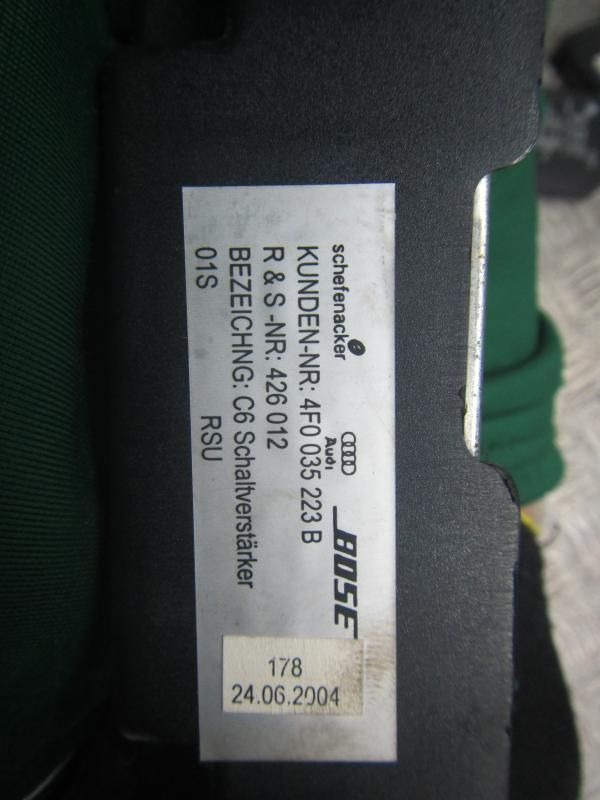 schefenacker Audi BOSE
KUNDEN-NR: 4F0 035 223 B
R & S -NR: 426 012
BEZEICHNG: C6 Schaltverstärker
01S RSU
178
24.06.2004